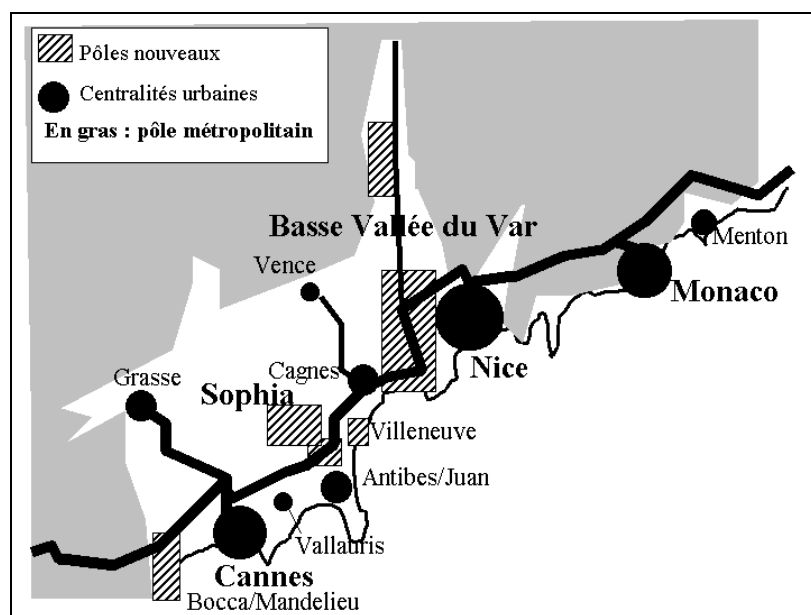 Pôles nouveaux
Centralités urbaines
En gras : pôle métropolitain
Basse Vallée du Var
Menton
Vence
Monaco
Nice
Cagnes
Grasse
Sophia
Villeneuve
Antibes/Juan
Vallauris
Cannes
Bocca/Mandelieu